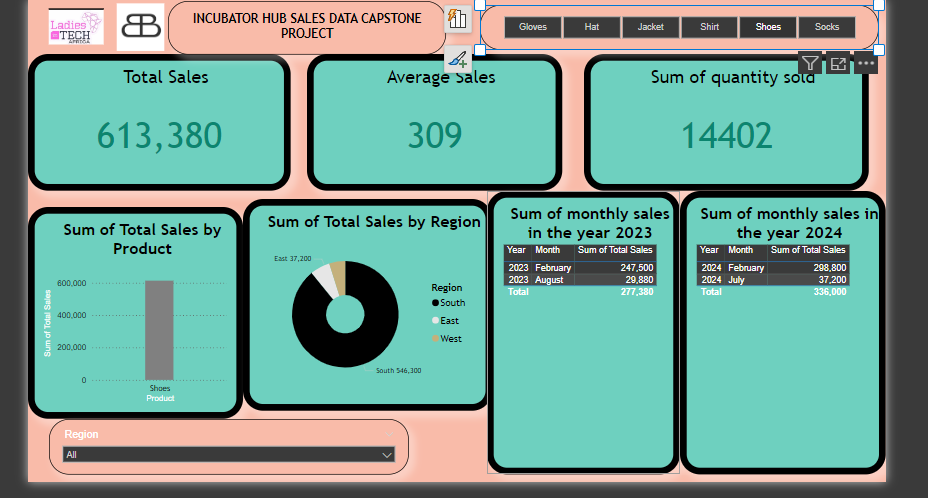 Ladies
in TECH
AFRICA
INCUBATOR HUB SALES DATA CAPSTONE
PROJECT
Gloves
Hat
Jacket
Shirt
Shoes
Socks
Total Sales
613,380
Average Sales
309
Sum of quantity sold
14402
Sum of Total Sales by
Product
Sum of Total Sales
600,000
400,000
200,000
0
Shoes
Product
Sum of Total Sales by Region
East 37,200
South 546,300
Region
South
East
West
Sum of monthly sales
in the year 2023
Year Month Sum of Total Sales
2023 February 247,500
2023 August 29,880
Total 277,380
Sum of monthly sales in
the year 2024
Year Month Sum of Total Sales
2024 February 298,800
2024 July 37,200
Total 336,000
Region
All